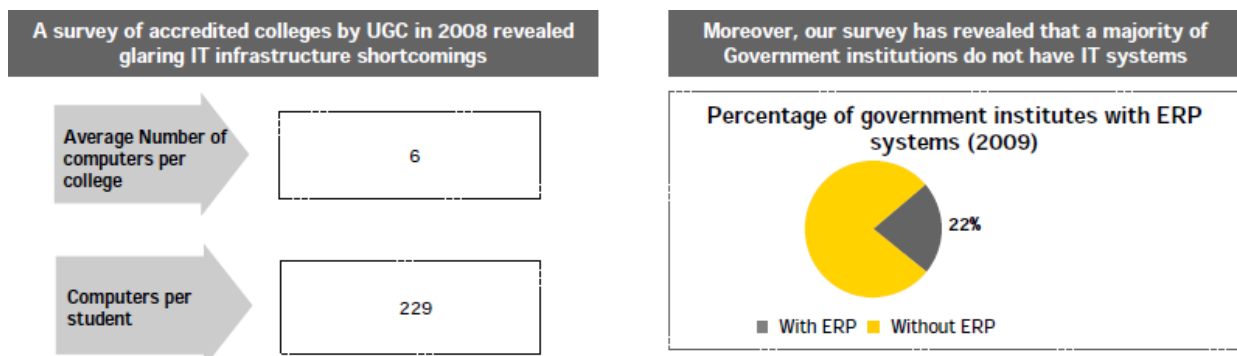 A survey of accredited colleges by UGC in 2008 revealed
glaring IT infrastructure shortcomings
Average Number of
computers per
college
6
Computers per
student
229
Moreover, our survey has revealed that a majority of
Government institutions do not have IT systems
Percentage of government institutes with ERP
systems (2009)
22%
With ERP Without ERP